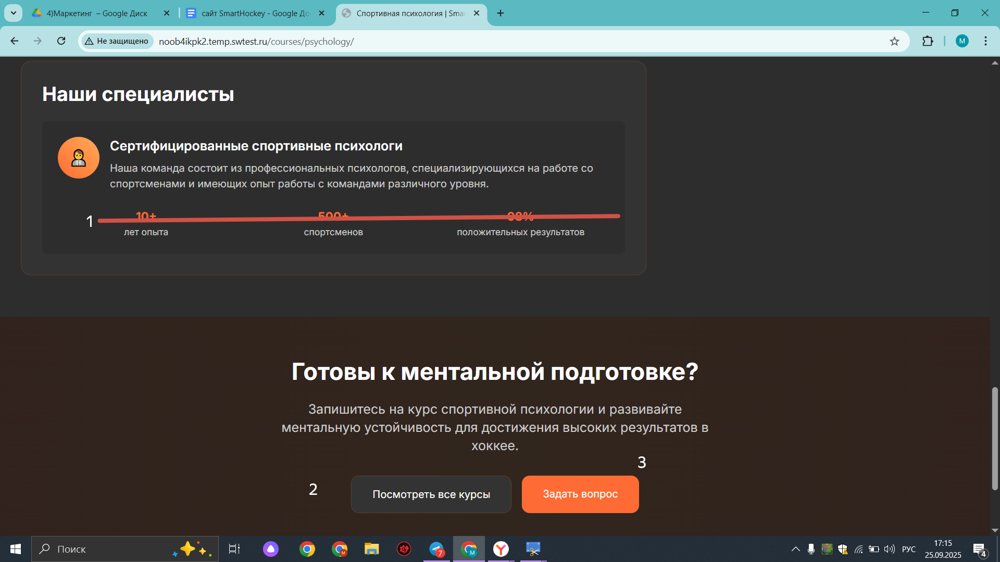 4)Маркетинг – Google Диск
сайт SmartHockey - Google До
Спортивная психология | Smar
Не защищено
noob4ikpk2.temp.swtest.ru/courses/psychology/
M
Наши специалисты
Сертифицированные спортивные психологи
Наша команда состоит из профессиональных психологов, специализирующихся на работе со
спортсменами и имеющих опыт работы с командами различного уровня.
1
10+
500+
98%
лет опыта
спортсменов
положительных результатов
Готовы к ментальной подготовке?
Запишитесь на курс спортивной психологии и развивайте
ментальную устойчивость для достижения высоких результатов в
хоккее.
3
2
Посмотреть все курсы
Задать вопрос
Поиск
M
7
M
РУС
17:15
25.09.2025
4